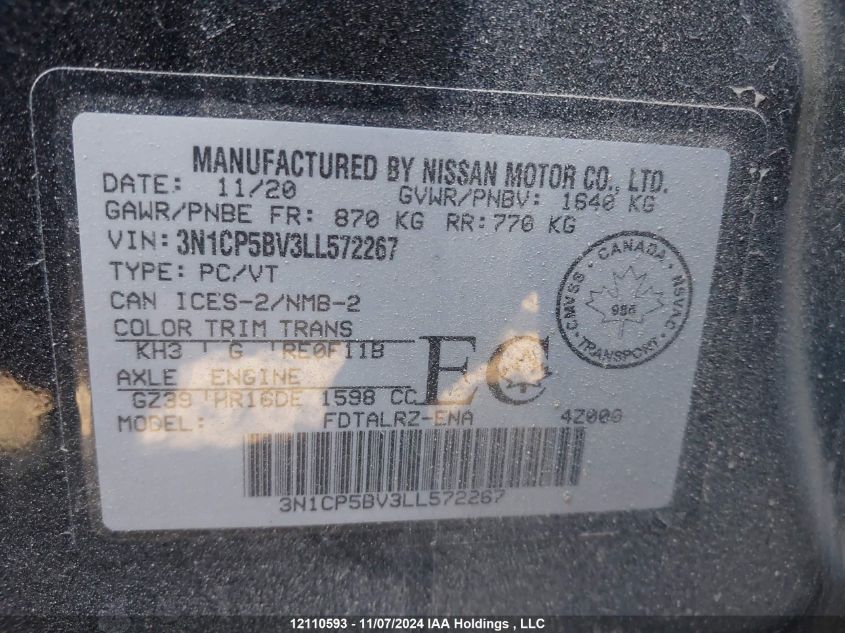 MANUFACTURED BY NISSAN MOTOR CO., LTD.
DATE: 11/20 GVWR/PNBV: 1640 KG
GAWR/PNBE FR: 870 KG RR:770 KG
VIN: 3N1CP5BV3LL572267
TYPE: PC/VT
CAN ICES-2/NMB-2
COLOR TRIM TRANS
KH3 G RE0F11B
AXLE ENGINE
GZ39 HR16DE 1598 CC
EC
MODEL: FDTALRZ-ENA 4Z000
3N1CP5BV3LL572267
CANADA
CMVSS NSVAC
956
TRANSPORT
12110593 - 11/07/2024 IAA Holdings , LLC